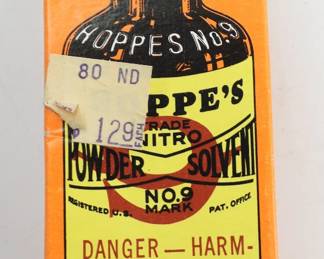 HOPPES No. 9
80 ND
129
EACH
PPE'S
TRADE
NITRO
POWDER SOLVENT
NO.9
REGISTERED U.S. MARK PAT. OFFICE
DANGER — HARM-